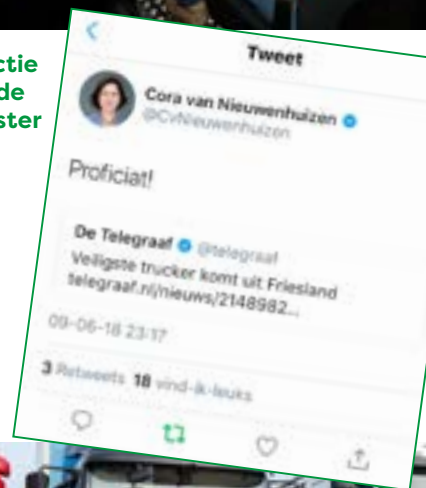 ctie
de
ster
Tweet
Cora van Nieuwenhuizen
@CvNieuwenhuizen
Proficiat!
De Telegraaf @telegraaf
Veiligste trucker komt uit Friesland
telegraaf.nl/nieuws/2148982...
09-06-18 23:17
3 Retweets 18 vind-ik-leuks